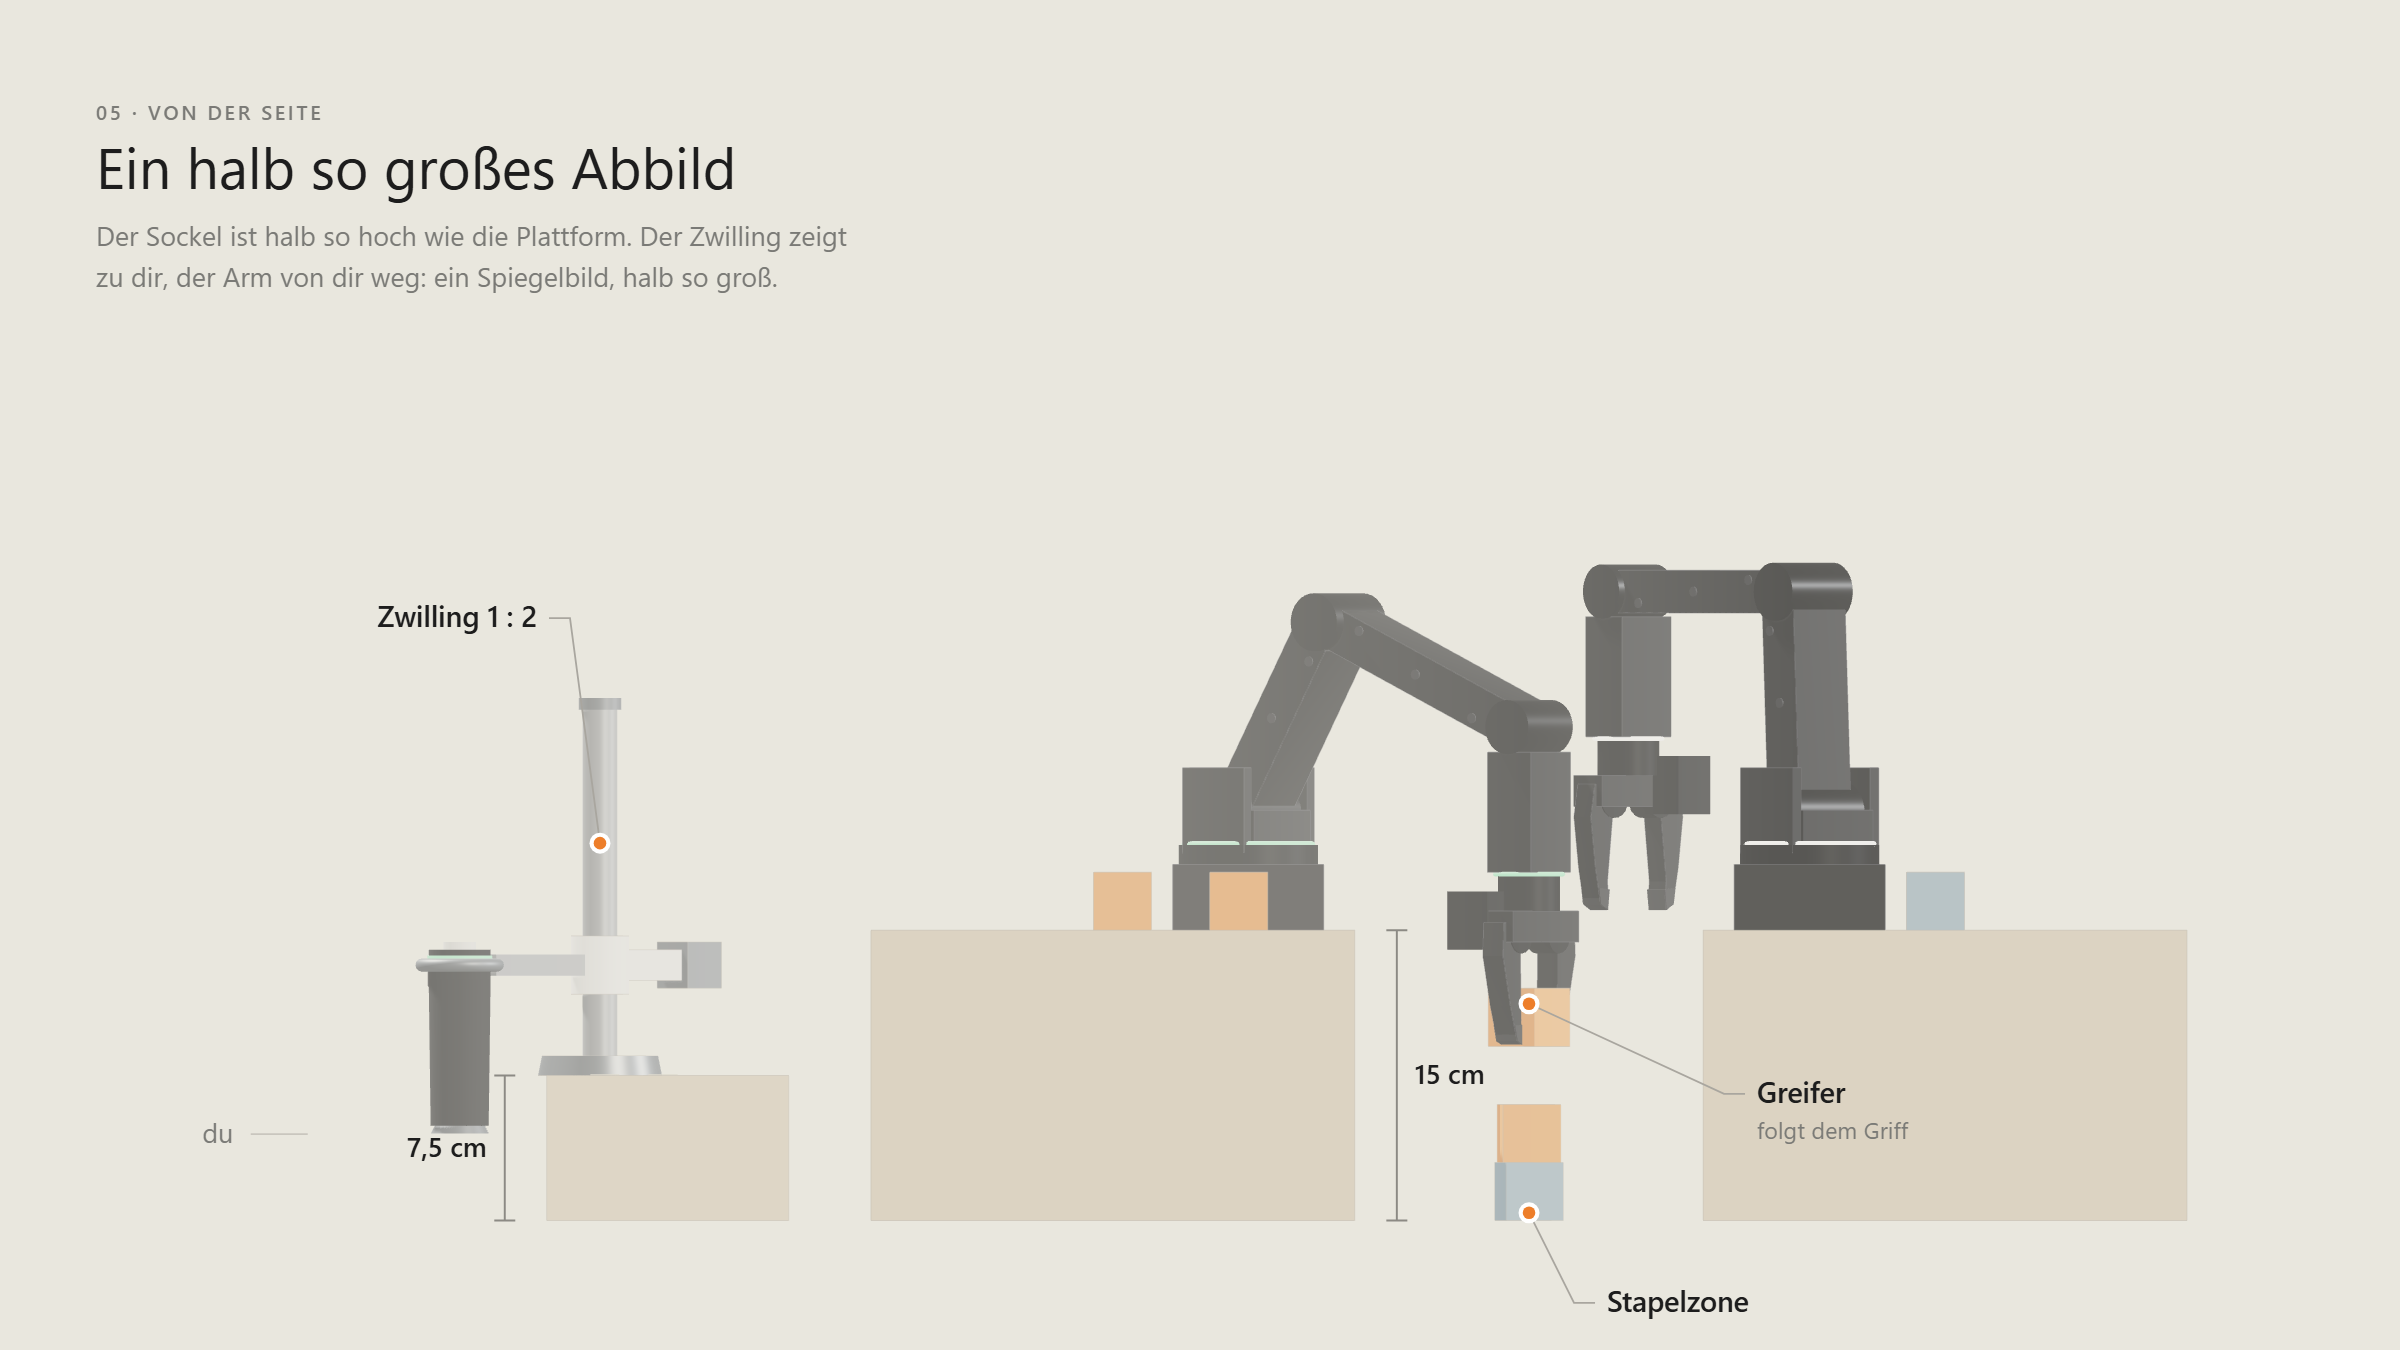 05 · VON DER SEITE
Ein halb so großes Abbild
Der Sockel ist halb so hoch wie die Plattform. Der Zwilling zeigt
zu dir, der Arm von dir weg: ein Spiegelbild, halb so groß.
Zwilling 1 : 2
15 cm
Greifer
folgt dem Griff
du
7,5 cm
Stapelzone